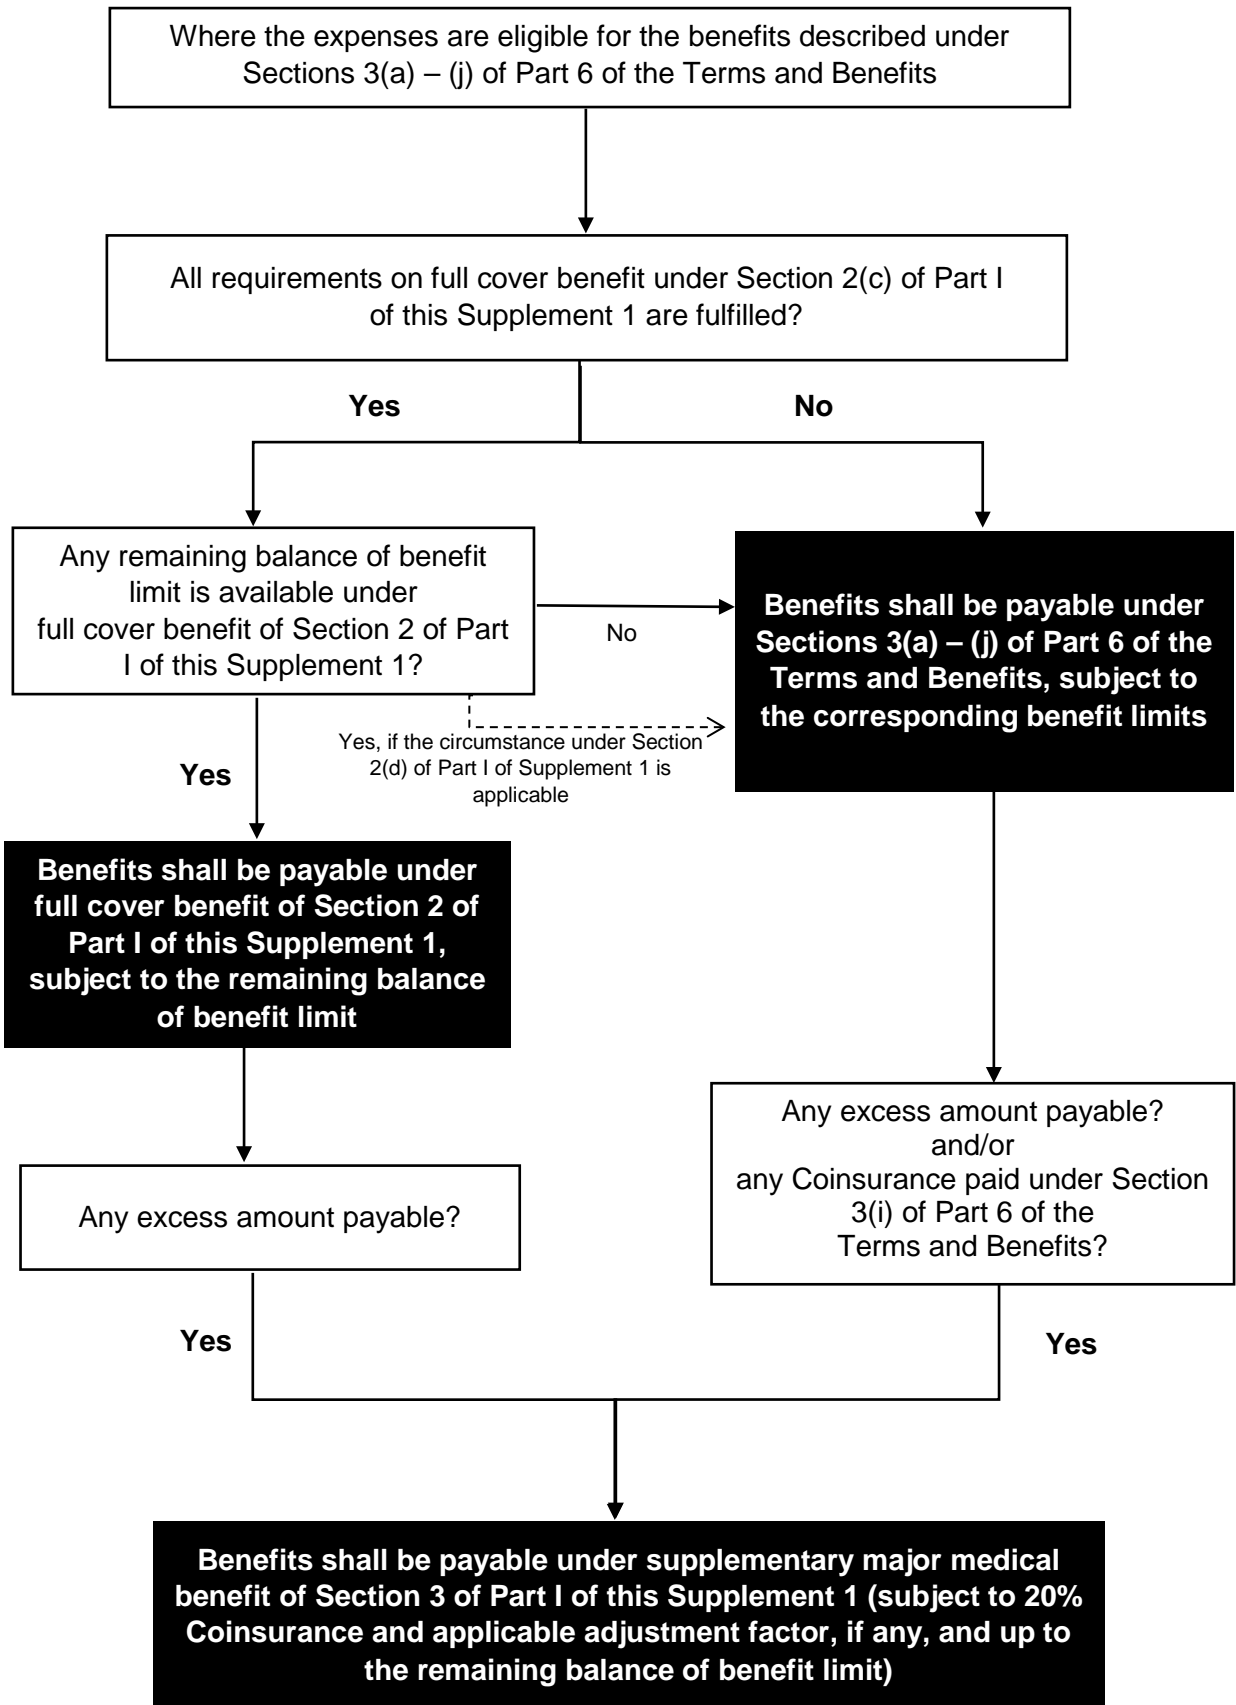 Where the expenses are eligible for the benefits described under
Sections 3(a) – (j) of Part 6 of the Terms and Benefits
All requirements on full cover benefit under Section 2(c) of Part I
of this Supplement 1 are fulfilled?
Yes
No
Any remaining balance of benefit
limit is available under
full cover benefit of Section 2 of Part
I of this Supplement 1?
No
Benefits shall be payable under
Sections 3(a) – (j) of Part 6 of the
Terms and Benefits, subject to
the corresponding benefit limits
Yes, if the circumstance under Section
2(d) of Part I of Supplement 1 is
applicable
Yes
Benefits shall be payable under
full cover benefit of Section 2 of
Part I of this Supplement 1,
subject to the remaining balance
of benefit limit
Any excess amount payable?
and/or
any Coinsurance paid under Section
3(i) of Part 6 of the
Terms and Benefits?
Any excess amount payable?
Yes
Yes
Benefits shall be payable under supplementary major medical
benefit of Section 3 of Part I of this Supplement 1 (subject to 20%
Coinsurance and applicable adjustment factor, if any, and up to
the remaining balance of benefit limit)